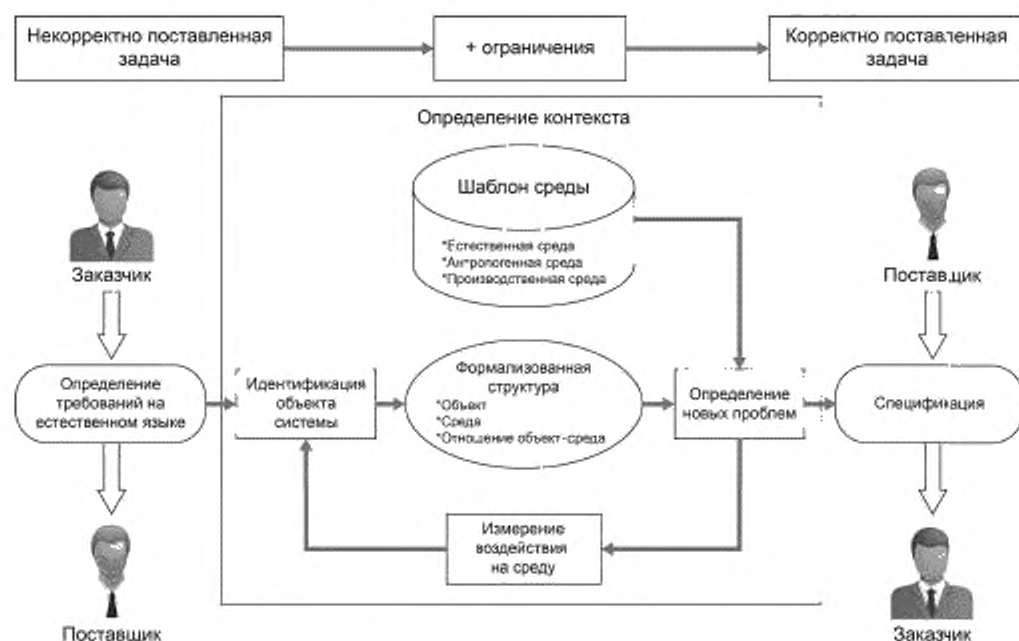 Некорректно поставленная
задача
+ ограничения
Корректно поставленная
задача
Определение контекста
Шаблон среды
*Естественная среда
*Антропогенная среда
*Производственная среда
Заказчик
Поставщик
Определение
требований на
естественном языке
Идентификация
объекта
системы
Формализованная
структура
*Объект
*Среда
*Отношение объект-среда
Определение
новых проблем
Спецификация
Измерение
воздействия
на среду
Поставщик
Заказчик